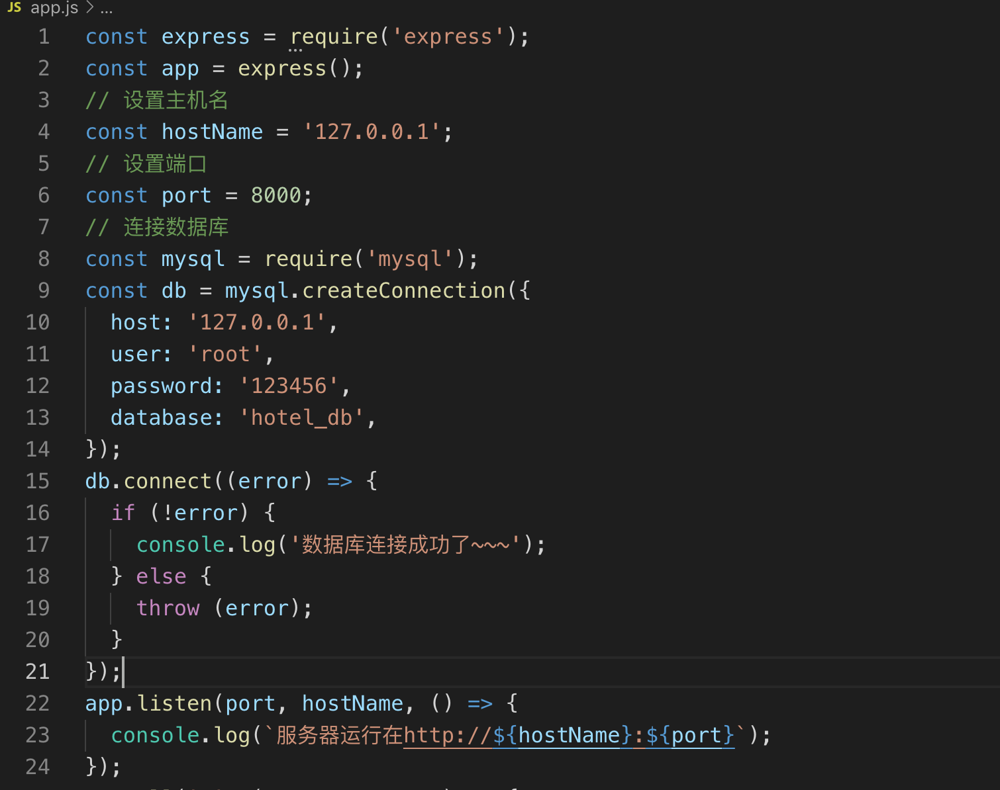 JS app.js > ...
1 const express = require('express');
2 const app = express();
3 // 设置主机名
4 const hostName = '127.0.0.1';
5 // 设置端口
6 const port = 8000;
7 // 连接数据库
8 const mysql = require('mysql');
9 const db = mysql.createConnection({
10   host: '127.0.0.1',
11   user: 'root',
12   password: '123456',
13   database: 'hotel_db',
14 });
15 db.connect((error) => {
16   if (!error) {
17     console.log('数据库连接成功了~~~');
18   } else {
19     throw (error);
20   }
21 });
22 app.listen(port, hostName, () => {
23   console.log(`服务器运行在http://${hostName}:${port}`);
24 });